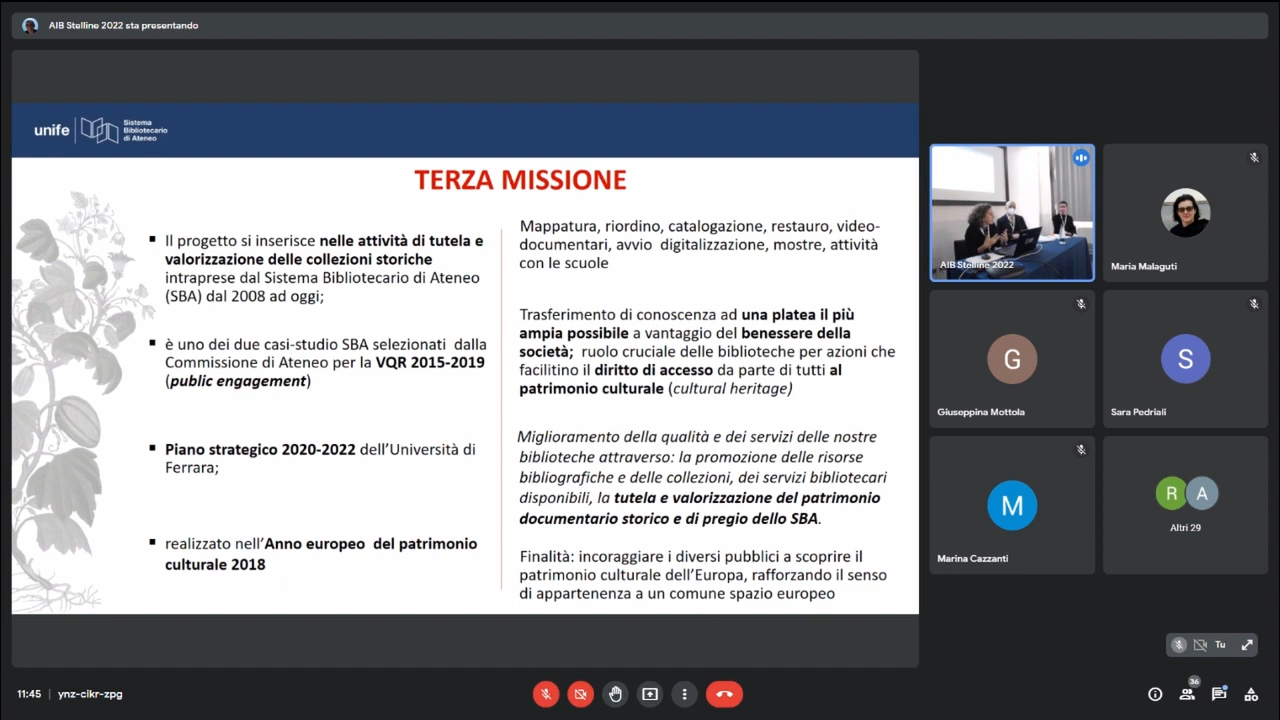 AIB Stelline 2022 sta presentando
unife
Sistema
Bibliotecario
di Ateneo
TERZA MISSIONE
▪ Il progetto si inserisce nelle attività di tutela e
valorizzazione delle collezioni storiche
intraprese dal Sistema Bibliotecario di Ateneo
(SBA) dal 2008 ad oggi;
▪ è uno dei due casi-studio SBA selezionati dalla
Commissione di Ateneo per la VQR 2015-2019
(public engagement)
▪ Piano strategico 2020-2022 dell’Università di
Ferrara;
▪ realizzato nell’Anno europeo del patrimonio
culturale 2018
Mappatura, riordino, catalogazione, restauro, video-
documentari, avvio digitalizzazione, mostre, attività
con le scuole
Trasferimento di conoscenza ad una platea il più
ampia possibile a vantaggio del benessere della
società; ruolo cruciale delle biblioteche per azioni che
facilitino il diritto di accesso da parte di tutti al
patrimonio culturale (cultural heritage)
Miglioramento della qualità e dei servizi delle nostre
biblioteche attraverso: la promozione delle risorse
bibliografiche e delle collezioni, dei servizi bibliotecari
disponibili, la tutela e valorizzazione del patrimonio
documentario storico e di pregio dello SBA.
Finalità: incoraggiare i diversi pubblici a scoprire il
patrimonio culturale dell’Europa, rafforzando il senso
di appartenenza a un comune spazio europeo
AIB Stelline 2022
Maria Malaguti
G
Giuseppina Mottola
S
Sara Pedriali
M
Marina Cazzanti
R A
Altri 29
Tu
11:45 | ynz-cikr-zpg
36